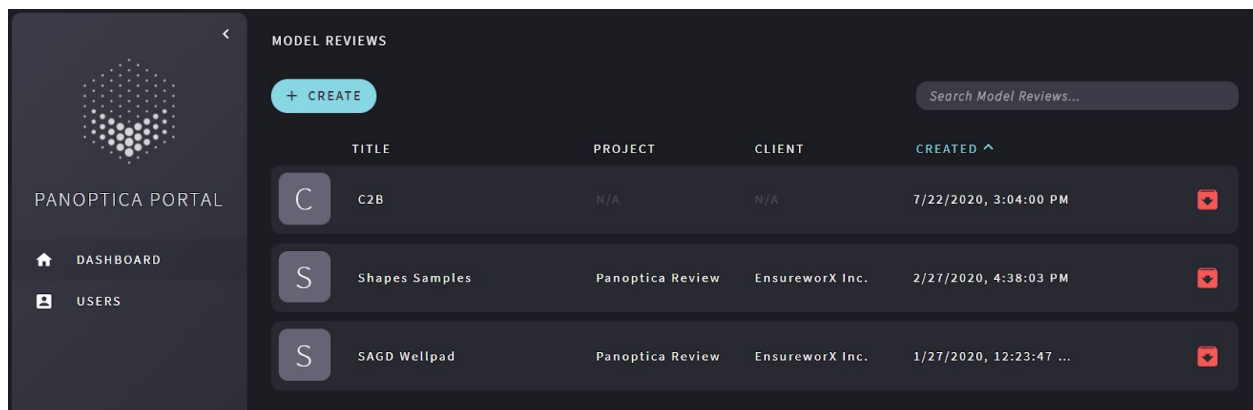 MODEL REVIEWS
+ CREATE
Search Model Reviews...
PANOPTICA PORTAL
DASHBOARD
USERS
TITLE PROJECT CLIENT CREATED
C C2B N/A N/A 7/22/2020, 3:04:00 PM
S Shapes Samples Panoptica Review EnsureworX Inc. 2/27/2020, 4:38:03 PM
S SAGD Wellpad Panoptica Review EnsureworX Inc. 1/27/2020, 12:23:47 ...